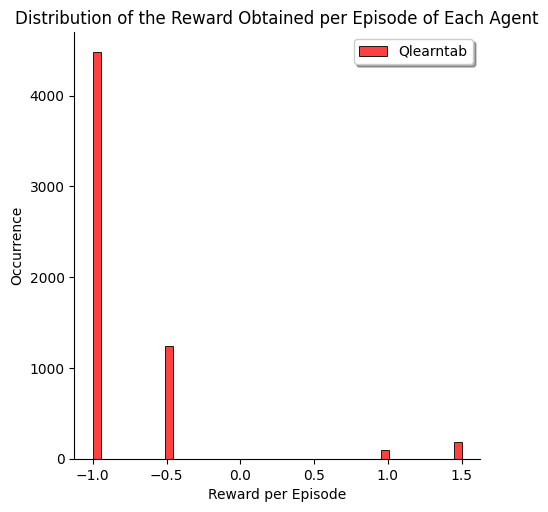 Distribution of the Reward Obtained per Episode of Each Agent
Qlearntab
4000
3000
2000
1000
0
Occurrence
−1.0 −0.5 0.0 0.5 1.0 1.5
Reward per Episode